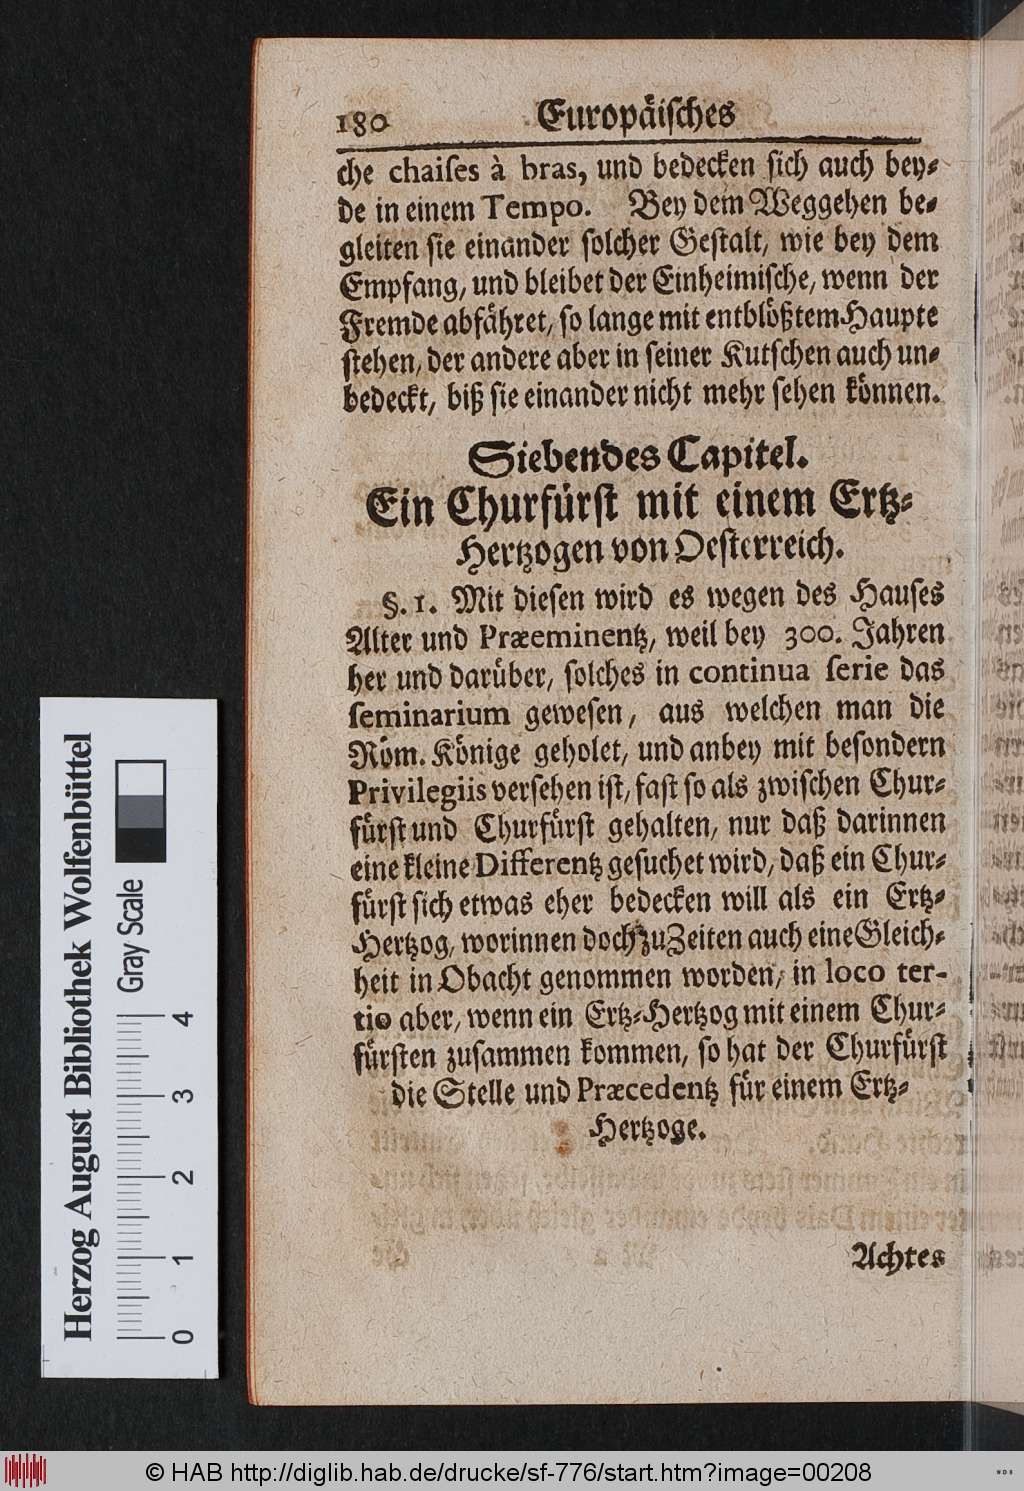 180 Europäisches
che chaises à bras, und bedecken sich auch bey-
de in einem Tempo. Bey dem Weggehen be-
gleiten sie einander solcher Gestalt, wie bey dem
Empfang, und bleibet der Einheimische, wenn der
Fremde abfähret, so lange mit entblößtem Haupte
stehen, der andere aber in seiner Kutschen auch un-
bedeckt, biß sie einander nicht mehr sehen können.
Siebendes Capitel.
Ein Churfürst mit einem Ertz-
Hertzogen von Oesterreich.
§. 1. Mit diesen wird es wegen des Hauses
Alter und Præeminentz, weil bey 300. Jahren
her und darüber, solches in continua serie das
seminarium gewesen, aus welchen man die
Röm. Könige geholet, und anbey mit besondern
Privilegiis versehen ist, fast so als zwischen Chur-
fürst und Churfürst gehalten, nur daß darinnen
eine kleine Differentz gesuchet wird, daß ein Chur-
fürst sich etwas eher bedecken will als ein Ertz-
Hertzog, worinnen doch zu Zeiten auch eine Gleich-
heit in Obacht genommen worden, in loco ter-
tio aber, wenn ein Ertz-Hertzog mit einem Chur-
fürsten zusammen kommen, so hat der Churfürst
die Stelle und Præcedentz für einem Ertz-
Hertzoge.
Achtes
Herzog August Bibliothek Wolfenbüttel
Gray Scale
0 1 2 3 4
© HAB http://diglib.hab.de/drucke/sf-776/start.htm?image=00208